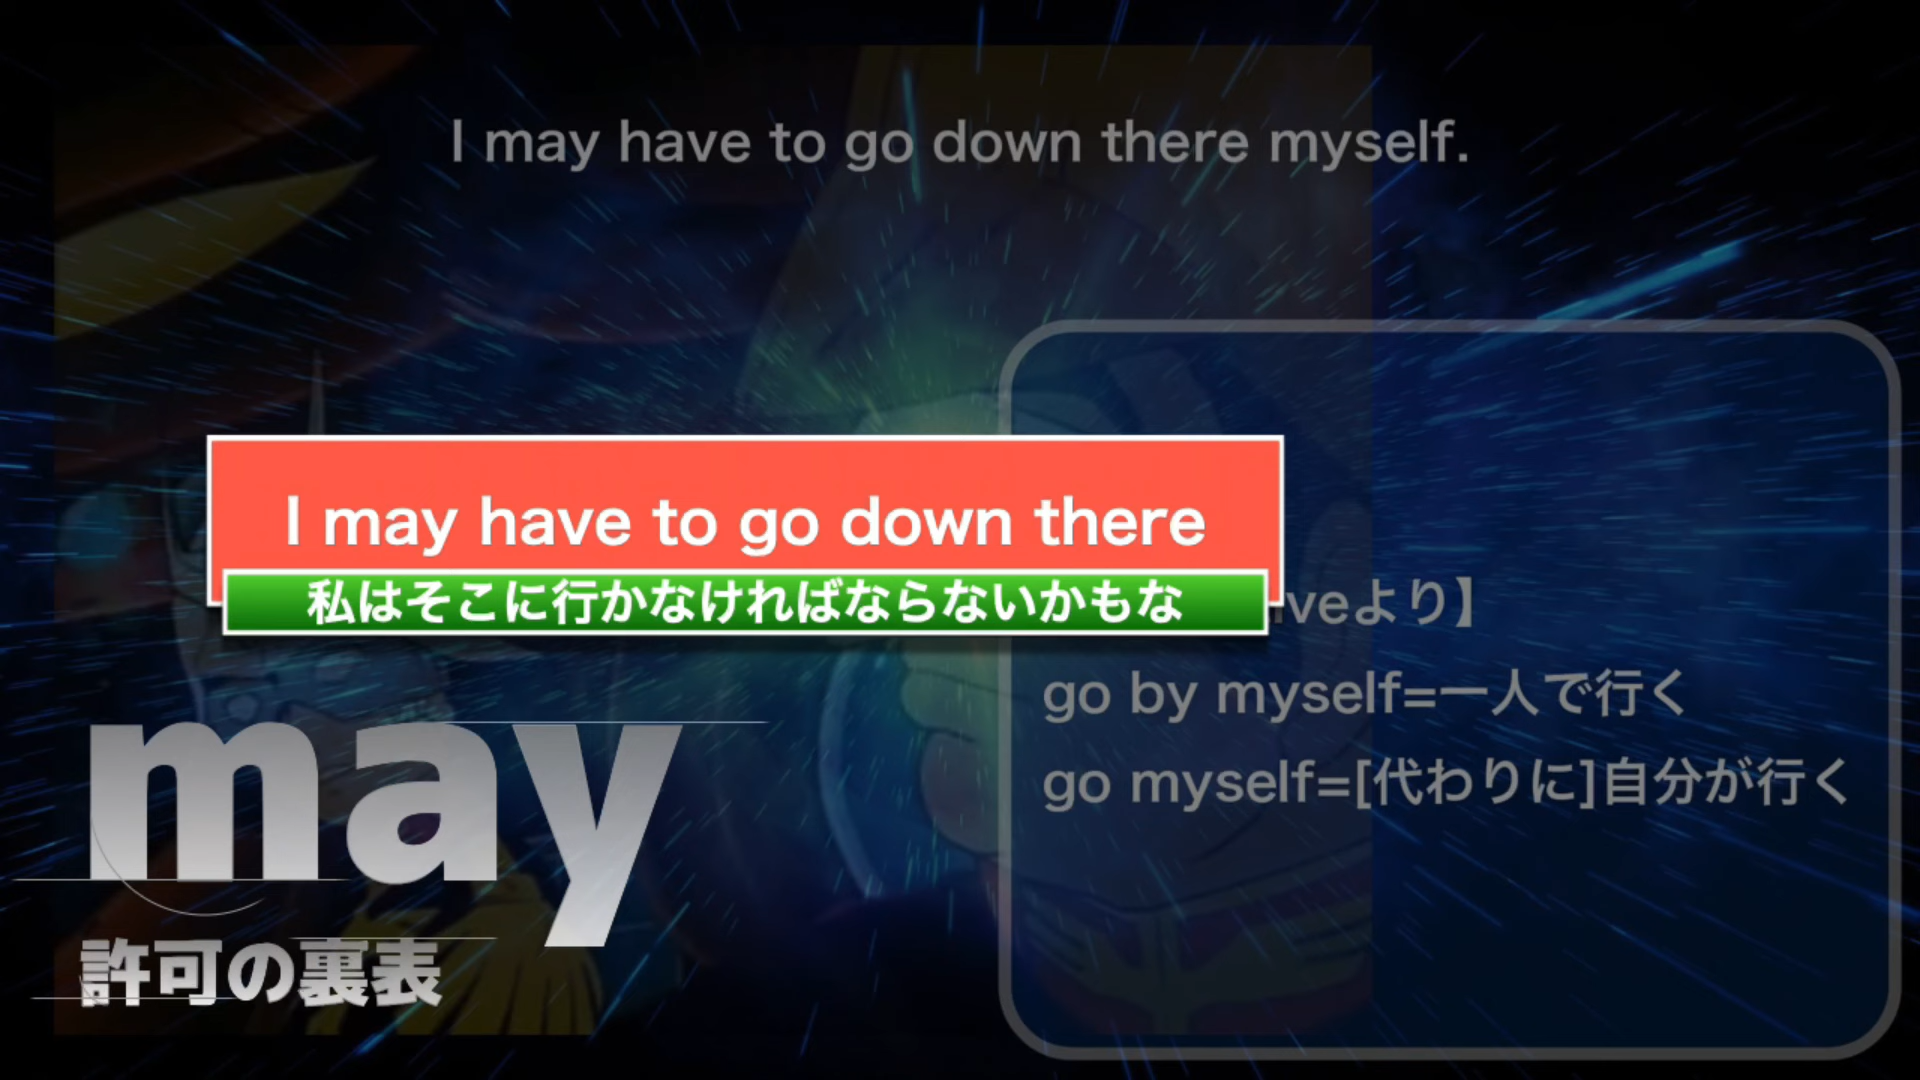 I may have to go down there myself.
I may have to go down there
私はそこに行かなければならないかもな
veより】
go by myself=一人で行く
go myself=[代わりに]自分が行く
may
許可の裏表